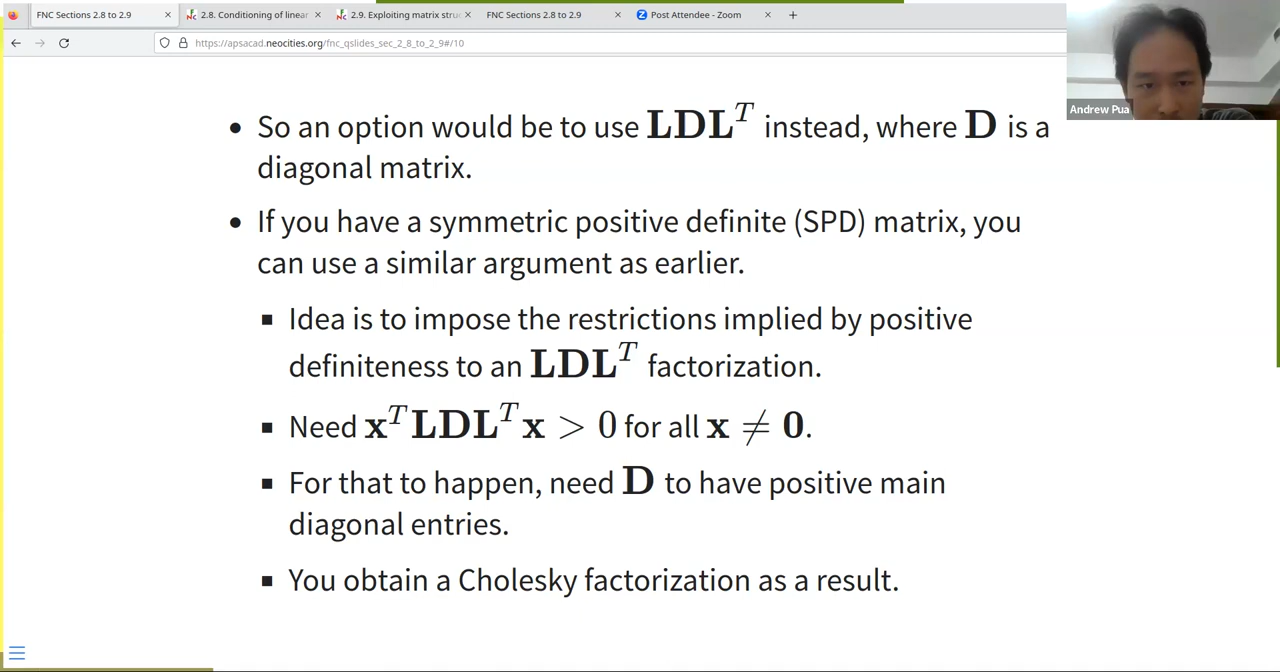 FNC Sections 2.8 to 2.9
2.8. Conditioning of linear
2.9. Exploiting matrix struc
FNC Sections 2.8 to 2.9
Post Attendee - Zoom
https://apsacad.neocities.org/fnc_qslides_sec_2_8_to_2_9#/10
Andrew Pua
• So an option would be to use LDL^T instead, where D is a
diagonal matrix.
• If you have a symmetric positive definite (SPD) matrix, you
can use a similar argument as earlier.
▪ Idea is to impose the restrictions implied by positive
definiteness to an LDL^T factorization.
▪ Need x^T LDL^T x > 0 for all x ≠ 0.
▪ For that to happen, need D to have positive main
diagonal entries.
▪ You obtain a Cholesky factorization as a result.